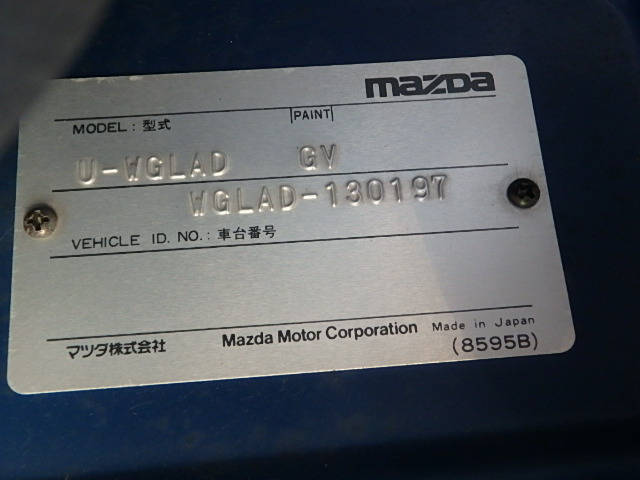 mazda
MODEL : 型式 PAINT
U-WGLAD GV
WGLAD-130197
VEHICLE ID. NO. : 車台番号
マツダ株式会社 Mazda Motor Corporation Made in Japan
(8595B)